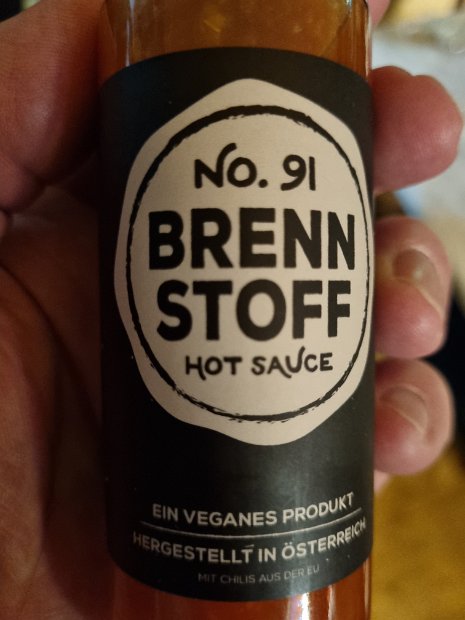 No. 91
BRENN
STOFF
HOT SAUCE
EIN VEGANES PRODUKT
HERGESTELLT IN ÖSTERREICH
MIT CHILIS AUS DER EU